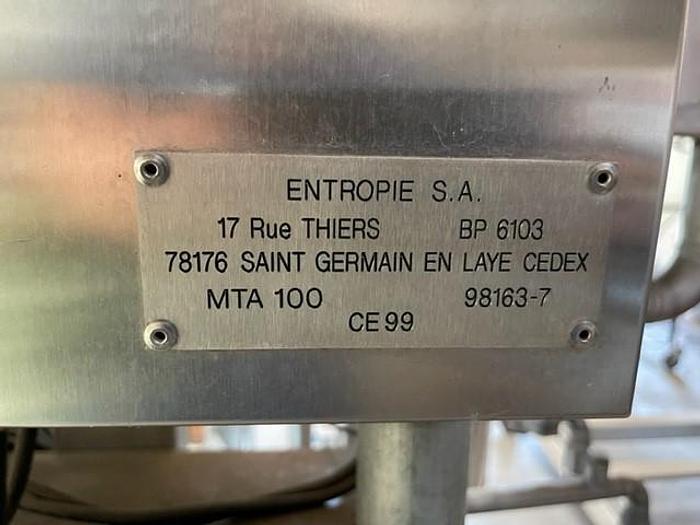 ENTROPIE S.A.
17 Rue THIERS BP 6103
78176 SAINT GERMAIN EN LAYE CEDEX
MTA 100 98163-7
CE 99